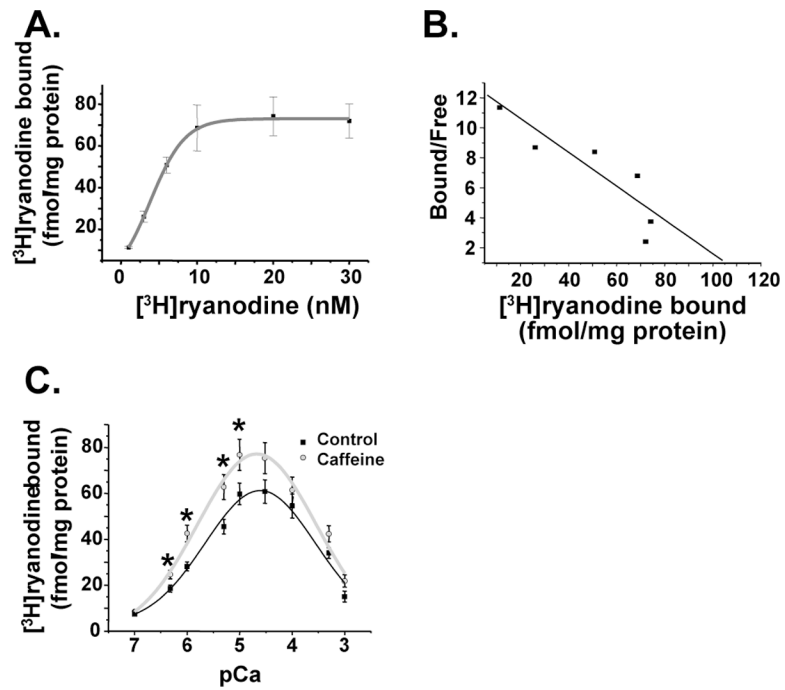 A.
[³H]ryanodine bound
(fmol/mg protein)
80
60
40
20
0
10
20
30
[³H]ryanodine (nM)
B.
Bound/Free
12
10
8
6
4
2
20
40
60
80
100
120
[³H]ryanodine bound
(fmol/mg protein)
C.
[³H]ryanodinebound
(fmol/mg protein)
80
60
40
20
0
7
6
5
4
3
pCa
*
*
*
*
Control
Caffeine